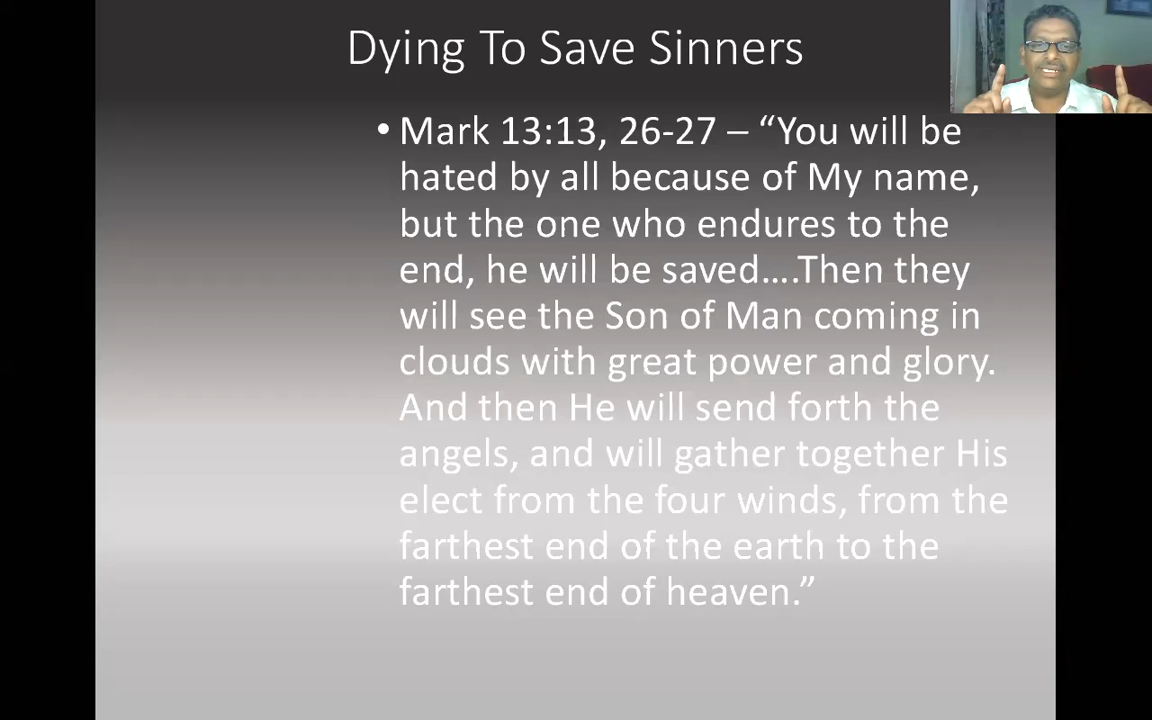 Dying To Save Sinners
• Mark 13:13, 26-27 – “You will be
hated by all because of My name,
but the one who endures to the
end, he will be saved….Then they
will see the Son of Man coming in
clouds with great power and glory.
And then He will send forth the
angels, and will gather together His
elect from the four winds, from the
farthest end of the earth to the
farthest end of heaven.”